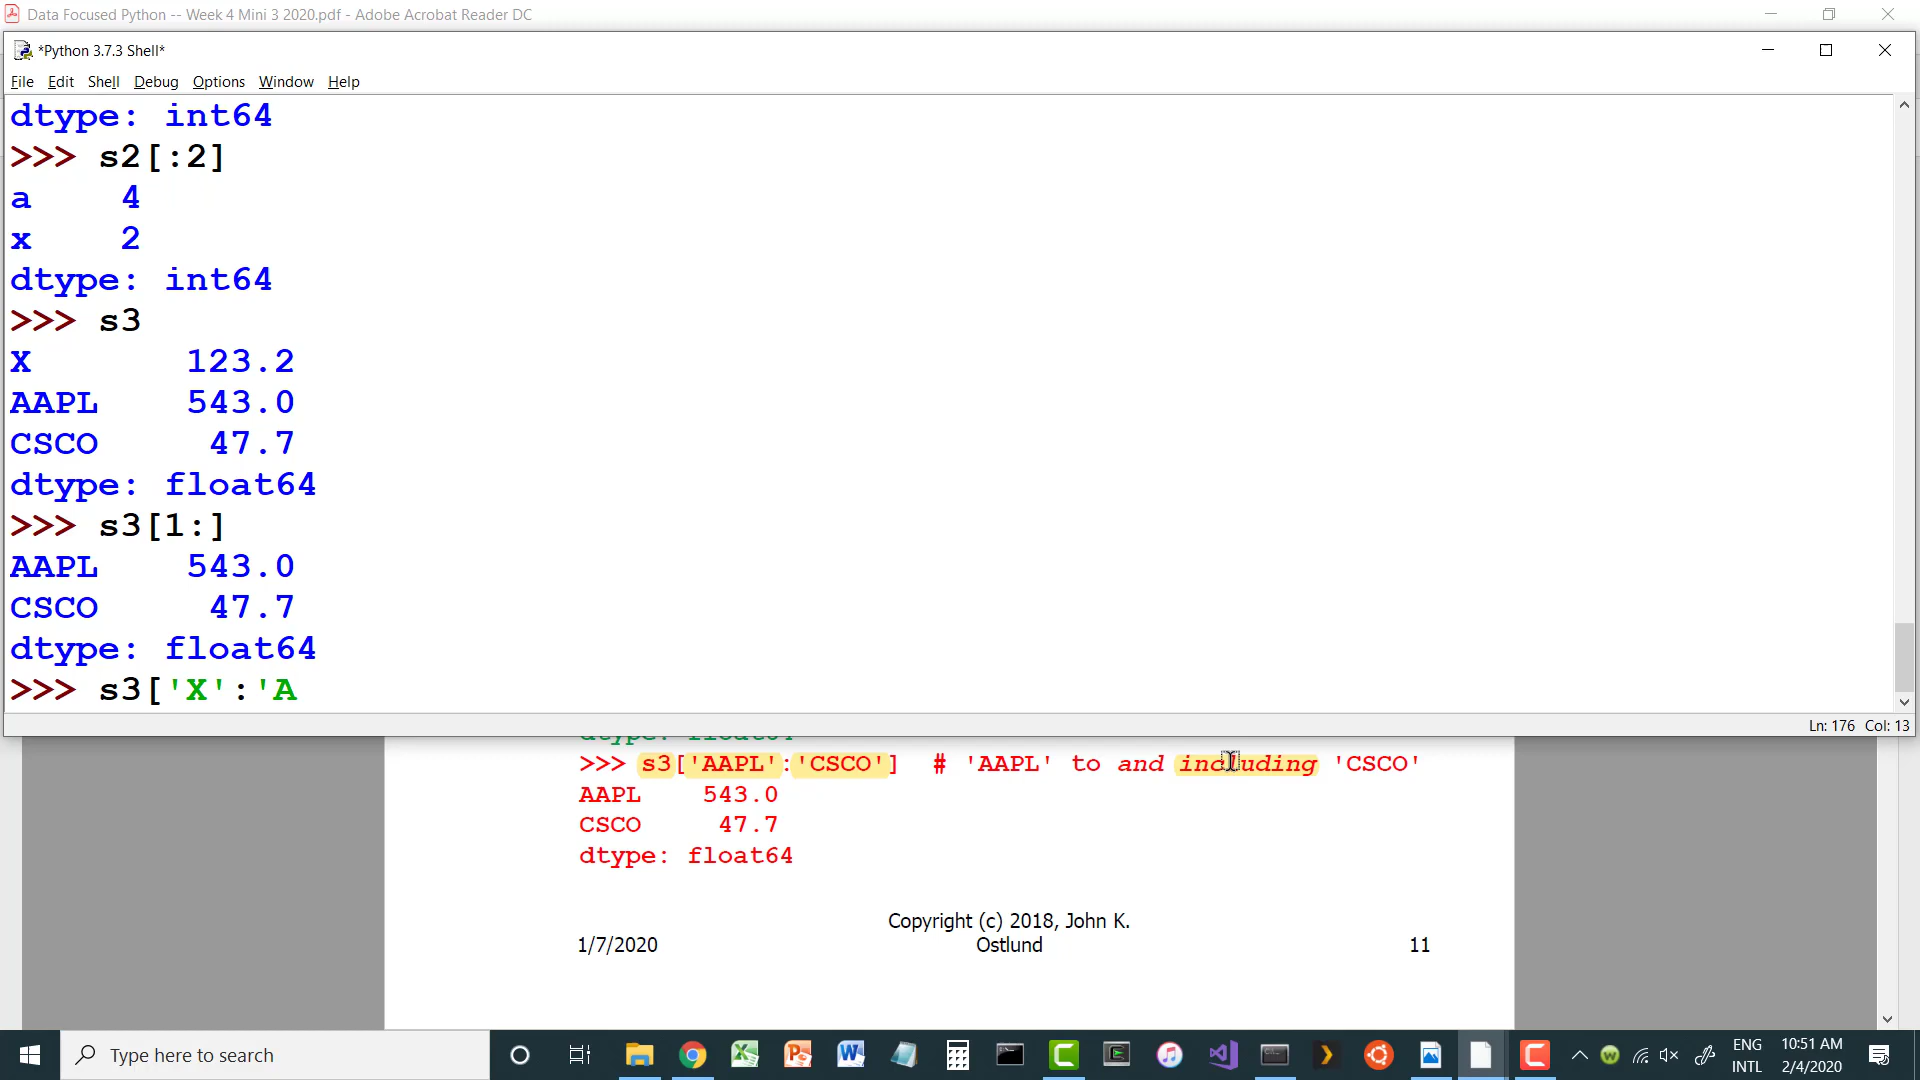 Data Focused Python -- Week 4 Mini 3 2020.pdf - Adobe Acrobat Reader DC
*Python 3.7.3 Shell*
File Edit Shell Debug Options Window Help
dtype: int64
>>> s2[:2]
a    4
x    2
dtype: int64
>>> s3
X       123.2
AAPL    543.0
CSCO     47.7
dtype: float64
>>> s3[1:]
AAPL    543.0
CSCO     47.7
dtype: float64
>>> s3['X':'A
Ln: 176 Col: 13
dtype: float64
>>> s3['AAPL':'CSCO']  # 'AAPL' to and including 'CSCO'
AAPL    543.0
CSCO     47.7
dtype: float64
Copyright (c) 2018, John K.
Ostlund
1/7/2020
11
Type here to search
ENG
INTL
10:51 AM
2/4/2020